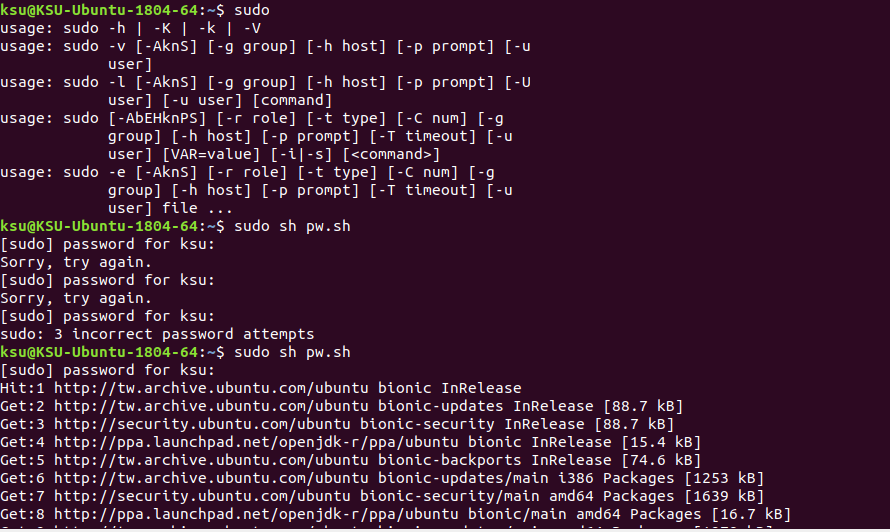 ksu@KSU-Ubuntu-1804-64:~$ sudo
usage: sudo -h | -K | -k | -V
usage: sudo -v [-AknS] [-g group] [-h host] [-p prompt] [-u
user]
usage: sudo -l [-AknS] [-g group] [-h host] [-p prompt] [-U
user] [-u user] [command]
usage: sudo [-AbEHknPS] [-r role] [-t type] [-C num] [-g
group] [-h host] [-p prompt] [-T timeout] [-u
user] [VAR=value] [-i|-s] [<command>]
usage: sudo -e [-AknS] [-r role] [-t type] [-C num] [-g
group] [-h host] [-p prompt] [-T timeout] [-u
user] file ...
ksu@KSU-Ubuntu-1804-64:~$ sudo sh pw.sh
[sudo] password for ksu:
Sorry, try again.
[sudo] password for ksu:
Sorry, try again.
[sudo] password for ksu:
sudo: 3 incorrect password attempts
ksu@KSU-Ubuntu-1804-64:~$ sudo sh pw.sh
[sudo] password for ksu:
Hit:1 http://tw.archive.ubuntu.com/ubuntu bionic InRelease
Get:2 http://tw.archive.ubuntu.com/ubuntu bionic-updates InRelease [88.7 kB]
Get:3 http://security.ubuntu.com/ubuntu bionic-security InRelease [88.7 kB]
Get:4 http://ppa.launchpad.net/openjdk-r/ppa/ubuntu bionic InRelease [15.4 kB]
Get:5 http://tw.archive.ubuntu.com/ubuntu bionic-backports InRelease [74.6 kB]
Get:6 http://tw.archive.ubuntu.com/ubuntu bionic-updates/main i386 Packages [1253 kB]
Get:7 http://security.ubuntu.com/ubuntu bionic-security/main amd64 Packages [1639 kB]
Get:8 http://ppa.launchpad.net/openjdk-r/ppa/ubuntu bionic/main amd64 Packages [16.7 kB]